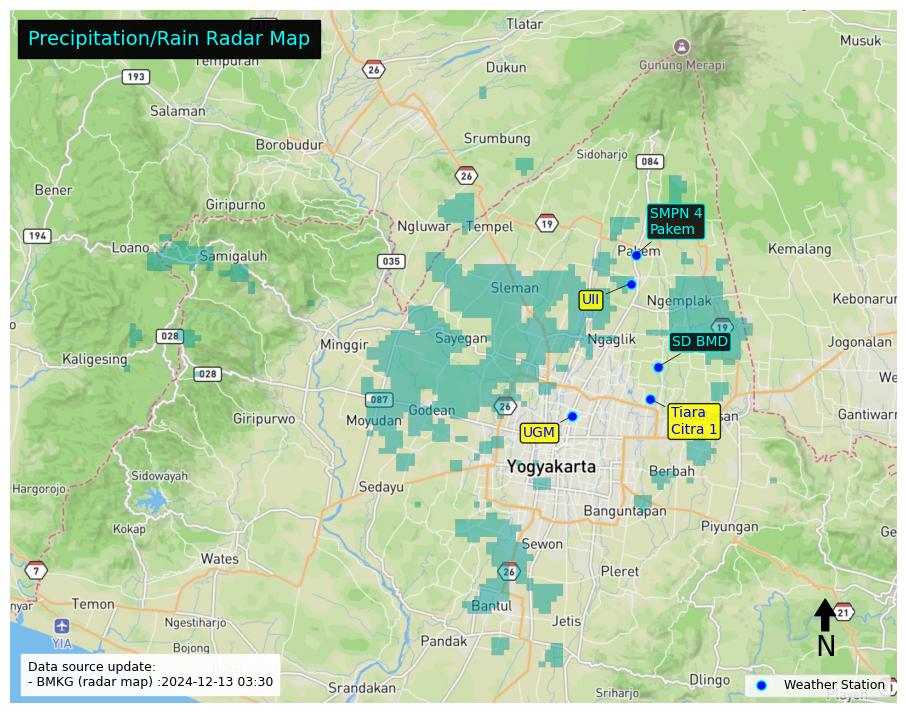 Precipitation/Rain Radar Map
Tlatar
Musuk
Gunung Merapi
26
193
Dukun
Salaman
Srumbung
Borobudur
Sidoharjo
084
26
Bener
Giripurno
SMPN 4
Pakem
194
Ngluwar
Tempel
19
Loano
Samigaluh
035
Pakem
Kemalang
Sleman
UII
Ngemplak
Kebonarum
19
028
Minggir
Sayegan
Ngaglik
SD BMD
Jogonalan
Kaligesing
028
087
Godean
26
Tiara
Citra 1
Giripurwo
Moyudan
UGM
Yogyakarta
Berbah
Sidowayah
Hargorojo
Sedayu
Banguntapan
Kokap
Piyungan
Sewon
Wates
7
26
Pleret
Temon
Bantul
21
Ngestiharjo
Jetis
YIA
Pandak
N
Bojong
Data source update:
- BMKG (radar map) :2024-12-13 03:30
Srandakan
Dlingo
Sriharjo
Weather Station